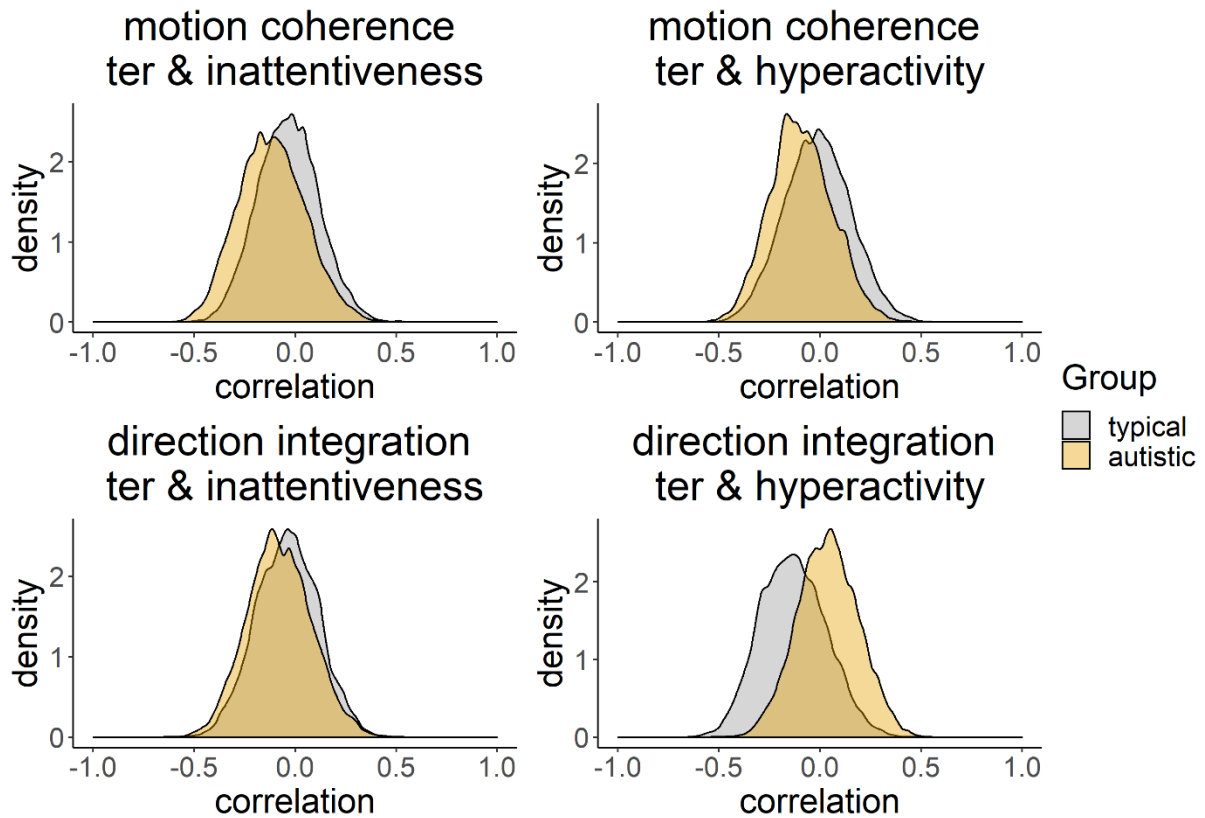 motion coherence
ter & inattentiveness
density
2
1
0
-1.0 -0.5 0.0 0.5 1.0
correlation
motion coherence
ter & hyperactivity
density
2
1
0
-1.0 -0.5 0.0 0.5 1.0
correlation
direction integration
ter & inattentiveness
density
2
1
0
-1.0 -0.5 0.0 0.5 1.0
correlation
direction integration
ter & hyperactivity
density
2
1
0
-1.0 -0.5 0.0 0.5 1.0
correlation
Group
typical
autistic